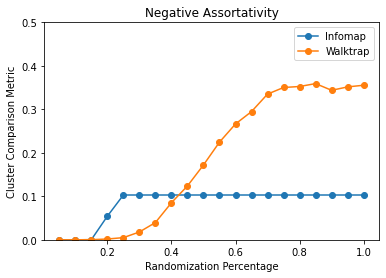 Negative Assortativity
Infomap
Walktrap
Cluster Comparison Metric
0.5
0.4
0.3
0.2
0.1
0.0
0.2
0.4
0.6
0.8
1.0
Randomization Percentage